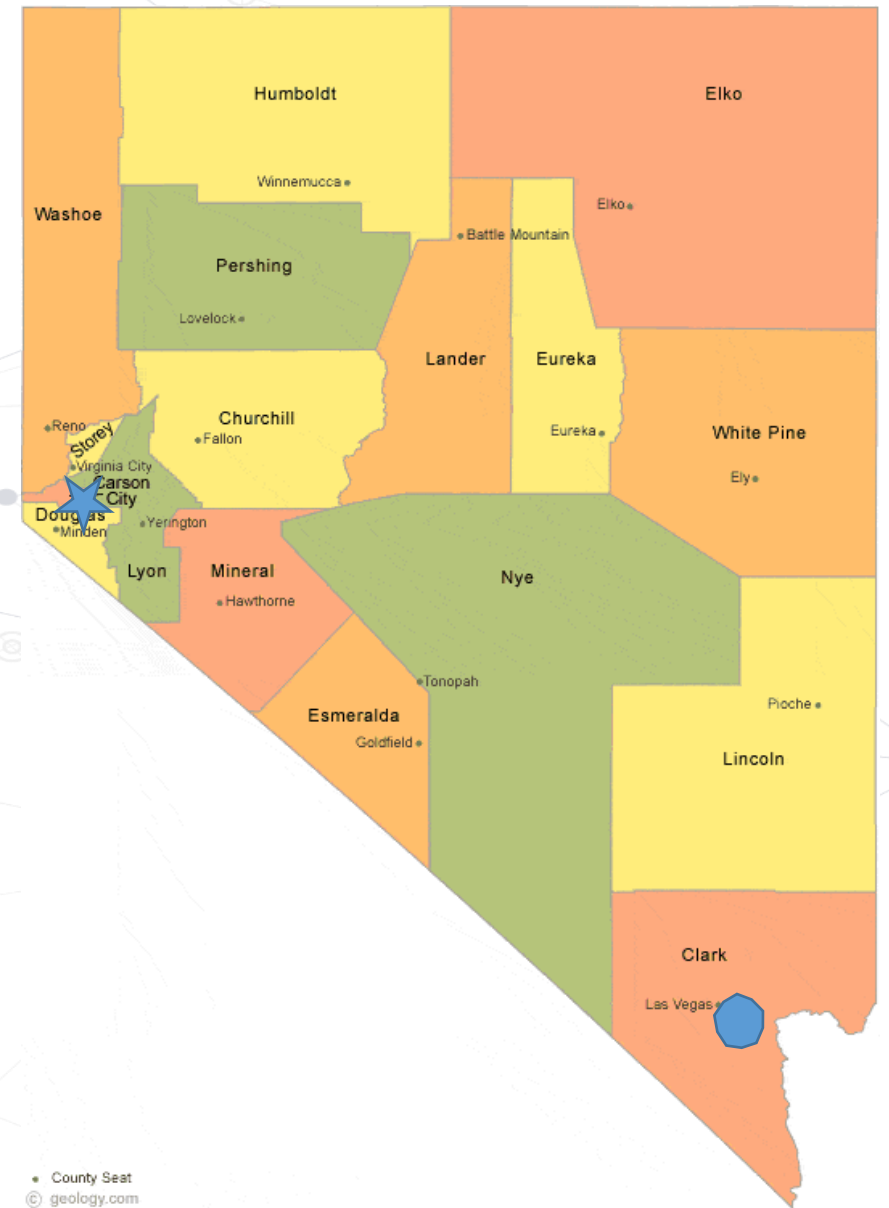 Humboldt
Elko
Winnemucca
Elko
Washoe
Battle Mountain
Pershing
Lovelock
Lander
Eureka
Churchill
Reno
Storey
Fallon
Eureka
White Pine
Virginia City
Ely
Carson
City
Douglas
Yerington
Minden
Lyon
Mineral
Nye
Hawthorne
Tonopah
Pioche
Esmeralda
Goldfield
Lincoln
Clark
Las Vegas
County Seat
© geology.com